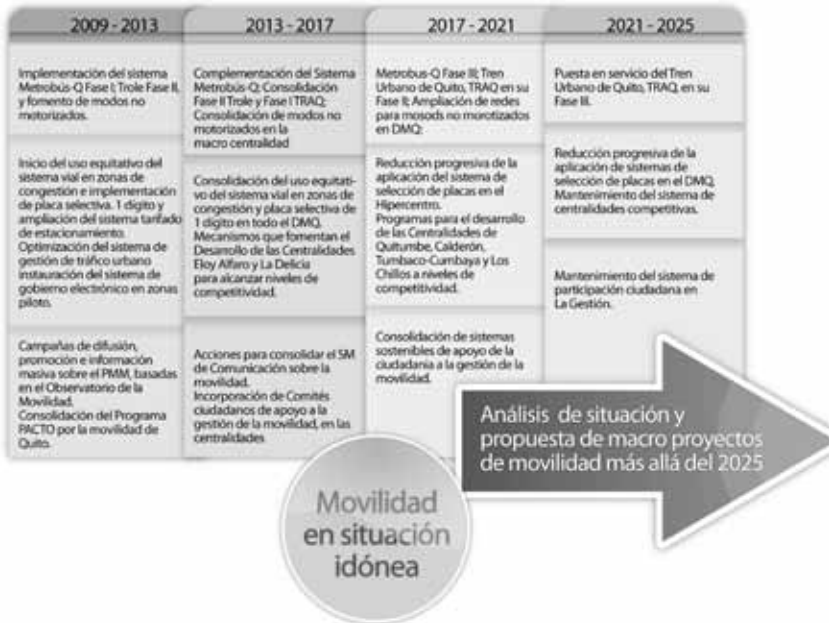 2009 - 2013
Implementación del sistema
Metrobús-Q Fase I; Trole Fase II,
y fomento de modos no
motorizados.
Inicio del uso equitativo del
sistema vial en zonas de
congestión e implementación
de placa selectiva. 1 dígito y
ampliación del sistema tarifado
de estacionamiento.
Optimización del sistema de
gestión de tráfico urbano
instauración del sistema de
gobierno electrónico en zonas
piloto.
Campañas de difusión,
promoción e información
masiva sobre el PMM, basadas
en el Observatorio de la
Movilidad.
Consolidación del Programa
PACTO por la movilidad de
Quito.
2013 - 2017
Complementación del Sistema
Metrobús-Q; Consolidación
Fase II Trole y Fase I TRAQ;
Consolidación de modos no
motorizados en la
macro centralidad
Consolidación del uso equitati-
vo del sistema vial en zonas de
congestión y placa selectiva de
1 dígito en todo el DMQ.
Mecanismos que fomentan el
Desarrollo de las Centralidades
Eloy Alfaro y La Delicia
para alcanzar niveles de
competitividad.
Acciones para consolidar el SM
de Comunicación sobre la
movilidad.
Incorporación de Comités
ciudadanos de apoyo a la
gestión de la movilidad, en las
centralidades
2017 - 2021
Metrobus-Q Fase III; Tren
Urbano de Quito, TRAQ en su
Fase II; Ampliación de redes
para mosods no morotizados
en DMQ:
Reducción progresiva de la
aplicación del sistema de
selección de placas en el
Hipercentro.
Programas para el desarrollo
de las Centralidades de
Quitumbe, Calderón,
Tumbaco-Cumbaya y Los
Chillos a niveles de
competitividad.
Consolidación de sistemas
sostenibles de apoyo de la
ciudadania a la gestión de la
movilidad.
2021 - 2025
Puesta en servicio del Tren
Urbano de Quito, TRAQ, en su
Fase III.
Reducción progresiva de la
aplicación de sistemas de
selección de placas en el DMQ.
Mantenimiento del sistema de
centralidades competitivas.
Mantenimiento del sistema de
participación ciudadana en
La Gestión.
Análisis de situación y
propuesta de macro proyectos
de movilidad más allá del 2025
Movilidad
en situación
idónea